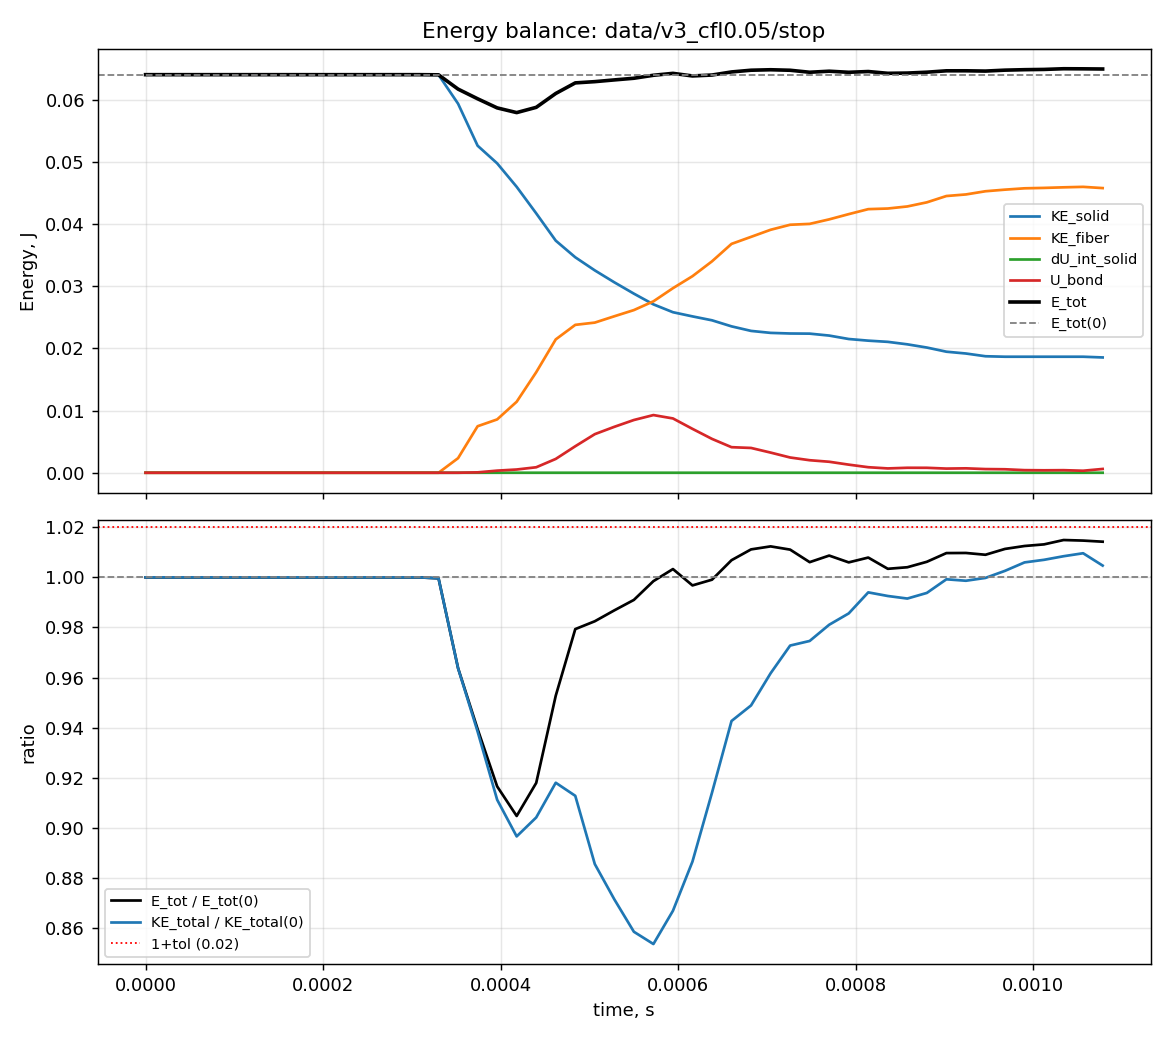 Energy balance: data/v3_cfl0.05/stop
0.06
0.05
0.04
0.03
0.02
0.01
0.00
Energy, J
KE_solid
KE_fiber
dU_int_solid
U_bond
E_tot
E_tot(0)
1.02
1.00
0.98
0.96
0.94
0.92
0.90
0.88
0.86
ratio
E_tot / E_tot(0)
KE_total / KE_total(0)
1+tol (0.02)
0.0000
0.0002
0.0004
0.0006
0.0008
0.0010
time, s